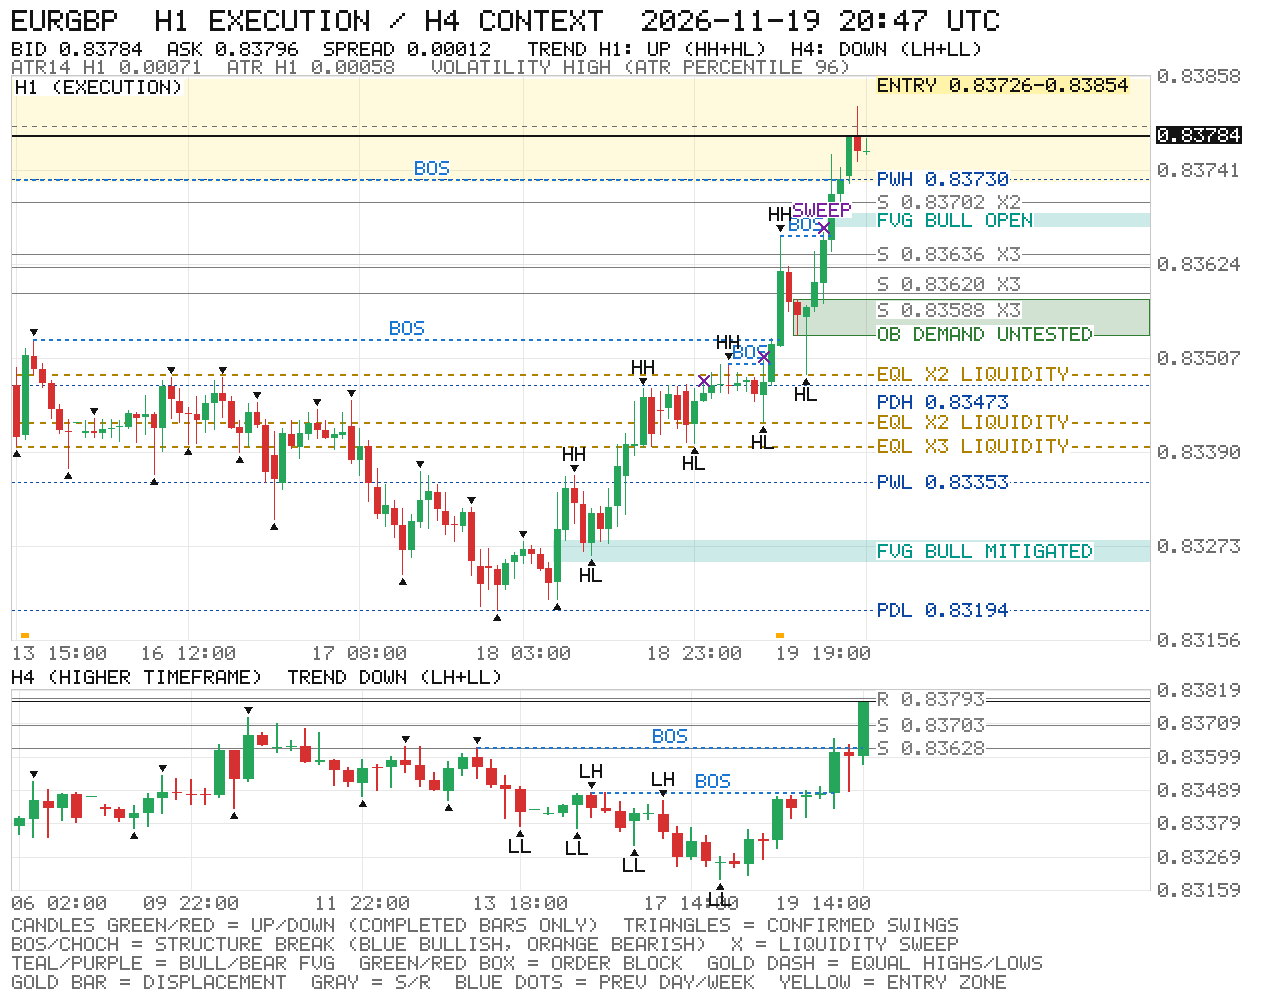 EURGBP  H1 EXECUTION / H4 CONTEXT  2026-11-19 20:47 UTC
BID 0.83784  ASK 0.83796  SPREAD 0.00012   TREND H1: UP (HH+HL)  H4: DOWN (LH+LL)
ATR14 H1 0.00071  ATR H1 0.00058   VOLATILITY HIGH (ATR PERCENTILE 96)
0.83858
H1 (EXECUTION)
ENTRY 0.83726-0.83854
0.83784
BOS
0.83741
PWH 0.83730
S 0.83702 X2
HH
SWEEP
BOS
FVG BULL OPEN
S 0.83636 X3
0.83624
S 0.83620 X3
S 0.83588 X3
BOS
OB DEMAND UNTESTED
HH
BOS
0.83507
HH
EQL X2 LIQUIDITY
HL
PDH 0.83473
EQL X2 LIQUIDITY
HL
EQL X3 LIQUIDITY
0.83390
HH
HL
PWL 0.83353
0.83273
FVG BULL MITIGATED
HL
PDL 0.83194
0.83156
13 15:00
16 12:00
17 08:00
18 03:00
18 23:00
19 19:00
H4 (HIGHER TIMEFRAME)  TREND DOWN (LH+LL)
0.83819
R 0.83793
0.83709
S 0.83703
BOS
S 0.83628
0.83599
LH
LH
BOS
0.83489
0.83379
LL
LL
0.83269
LL
0.83159
LL
06 02:00
09 22:00
11 22:00
13 18:00
17 14:00
19 14:00
CANDLES GREEN/RED = UP/DOWN (COMPLETED BARS ONLY)  TRIANGLES = CONFIRMED SWINGS
BOS/CHOCH = STRUCTURE BREAK (BLUE BULLISH, ORANGE BEARISH)  X = LIQUIDITY SWEEP
TEAL/PURPLE = BULL/BEAR FVG  GREEN/RED BOX = ORDER BLOCK  GOLD DASH = EQUAL HIGHS/LOWS
GOLD BAR = DISPLACEMENT  GRAY = S/R  BLUE DOTS = PREV DAY/WEEK  YELLOW = ENTRY ZONE